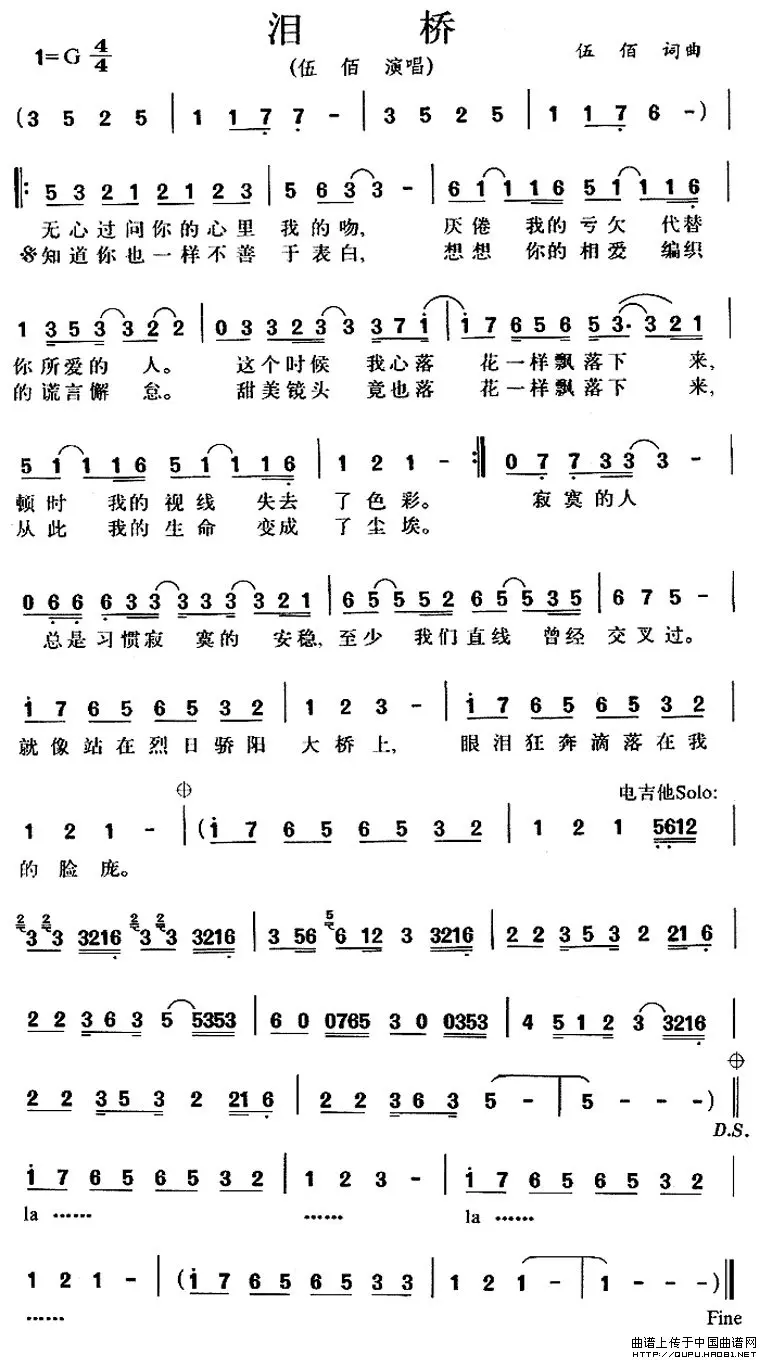 泪 桥
1=G 4/4
(伍 佰 演唱)
伍 佰 词曲
(3 5 2 5 | 1 1 7 7 - | 3 5 2 5 | 1 1 7 6 - ) |
‖: 5 3 2 1 2 1 2 3 | 5 6 3 3 - | 6 1 1 1 6 5 1 1 1 6 |
无心过问你的心里 我的吻, 厌倦 我的亏欠 代替
𝄋知道你也一样不善 于表白, 想想 你的相爱 编织
1 3 5 3 3 2 2 | 0 3 3 2 3 3 3 7 1 | 1 7 6 5 6 5 3· 3 2 1 |
你所爱的 人。 这个时候 我心落 花一样飘落下 来,
的谎言懈 怠。 甜美镜头 竟也落 花一样飘落下 来,
5 1 1 1 6 5 1 1 1 6 | 1 2 1 - :‖ 0 7 7 3 3 3 - |
顿时 我的视线 失去 了色彩。 寂寞的人
从此 我的生命 变成 了尘埃。
0 6 6 6 3 3 3 3 3 3 2 1 | 6 5 5 5 2 6 5 5 3 5 | 6 7 5 - |
总是习惯寂 寞的 安稳, 至少 我们直线 曾经 交叉过。
1 7 6 5 6 5 3 2 | 1 2 3 - | 1 7 6 5 6 5 3 2 |
就像站在烈日骄阳 大桥上, 眼泪狂奔滴落在我
电吉他Solo:
1 2 1 - | (1 7 6 5 6 5 3 2 | 1 2 1 5612 |
的脸庞。
2 3 2 3 3216 2 3 2 3 3216 | 3 56 5 6 12 3 3216 | 2 2 3 5 3 2 21 6 |
2 2 3 6 3 5 5353 | 6 0 0765 3 0 0353 | 4 5 1 2 3 3216 |
2 2 3 5 3 2 21 6 | 2 2 3 6 3 5 - | 5 - - - ) ‖
D.S.
1 7 6 5 6 5 3 2 | 1 2 3 - | 1 7 6 5 6 5 3 2 |
la …… …… la ……
1 2 1 - | (1 7 6 5 6 5 3 3 | 1 2 1 - | 1 - - - ) ‖
…… Fine
曲谱上传于中国曲谱网
HTTP://QUPU.HAO81.NET